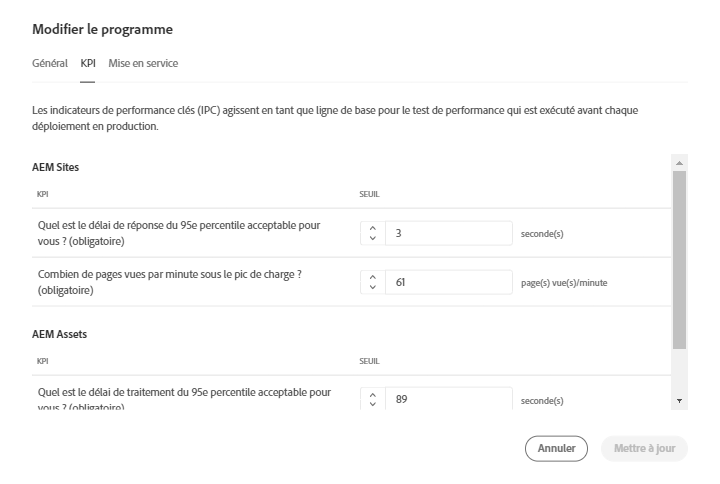 Modifier le programme
Général KPI Mise en service
Les indicateurs de performance clés (IPC) agissent en tant que ligne de base pour le test de performance qui est exécuté avant chaque
déploiement en production.
AEM Sites
KPI SEUIL
Quel est le délai de réponse du 95e percentile acceptable pour
vous ? (obligatoire)
3 seconde(s)
Combien de pages vues par minute sous le pic de charge ?
(obligatoire)
61 page(s) vue(s)/minute
AEM Assets
KPI SEUIL
Quel est le délai de traitement du 95e percentile acceptable pour
vous ? (obligatoire)
89 seconde(s)
Annuler Mettre à jour